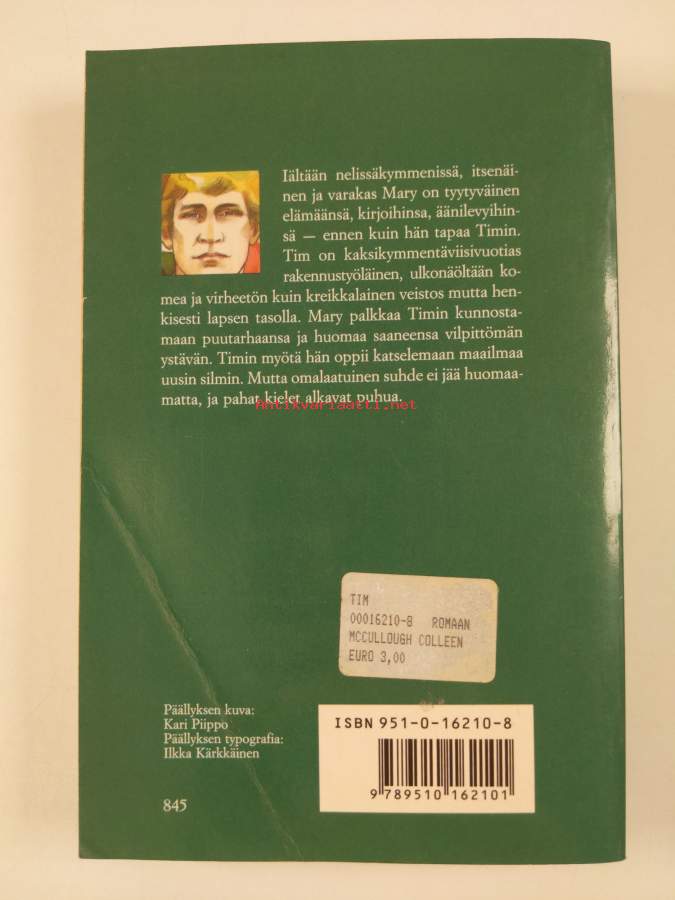 Iältään nelissäkymmenissä, itsenäi-
nen ja varakas Mary on tyytyväinen
elämäänsä, kirjoihinsa, äänilevyihin-
sä — ennen kuin hän tapaa Timin.
Tim on kaksikymmentäviisivuotias
rakennustyöläinen, ulkonäöltään ko-
mea ja virheetön kuin kreikkalainen veistos mutta hen-
kisesti lapsen tasolla. Mary palkkaa Timin kunnosta-
maan puutarhaansa ja huomaa saaneensa vilpittömän
ystävän. Timin myötä hän oppii katselemaan maailmaa
uusin silmin. Mutta omalaatuinen suhde ei jää huomaa-
matta, ja pahat kielet alkavat puhua.
Antikvariaatti.net
TIM
00016210-8 ROMAAN
MCCULLOUGH COLLEEN
EURO 3,00
Päällyksen kuva:
Kari Piippo
Päällyksen typografia:
Ilkka Kärkkäinen
845
ISBN 951-0-16210-8
9 789510 162101